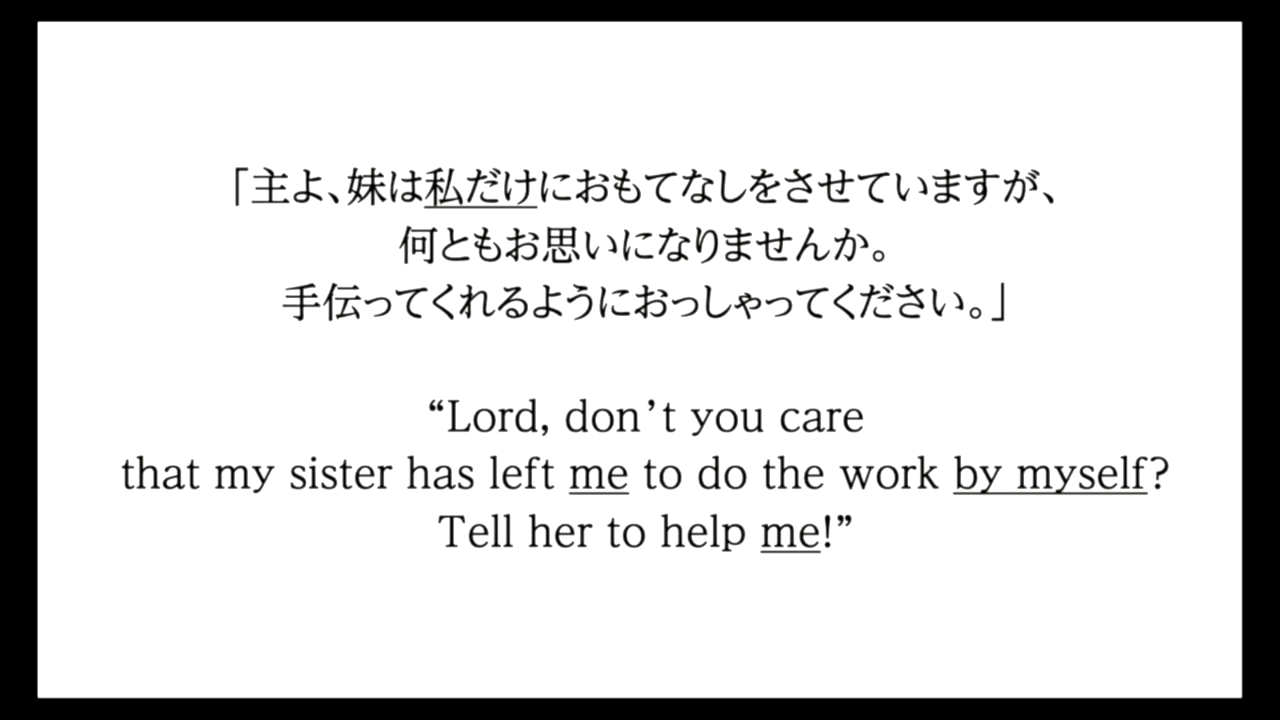 「主よ、妹は私だけにおもてなしをさせていますが、
何ともお思いになりませんか。
手伝ってくれるようにおっしゃってください。」
“Lord, don’t you care
that my sister has left me to do the work by myself?
Tell her to help me!”